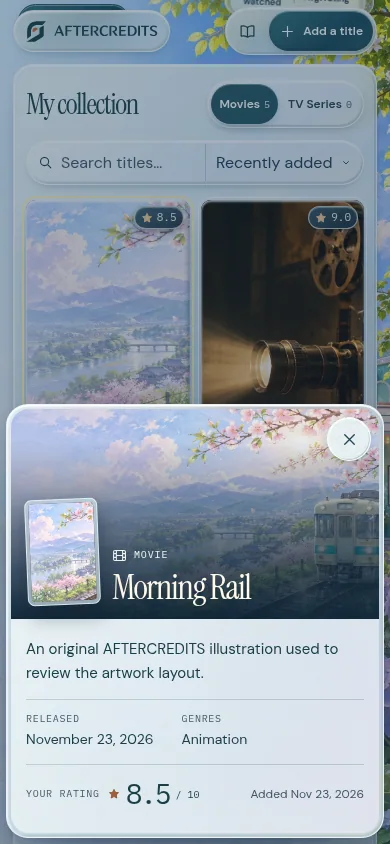 AFTERCREDITS
Add a title
My collection
Movies 5
TV Series 0
Search titles...
Recently added
8.5
9.0
MOVIE
Morning Rail
An original AFTERCREDITS illustration used to
review the artwork layout.
RELEASED
GENRES
November 23, 2026
Animation
YOUR RATING 8.5 / 10
Added Nov 23, 2026